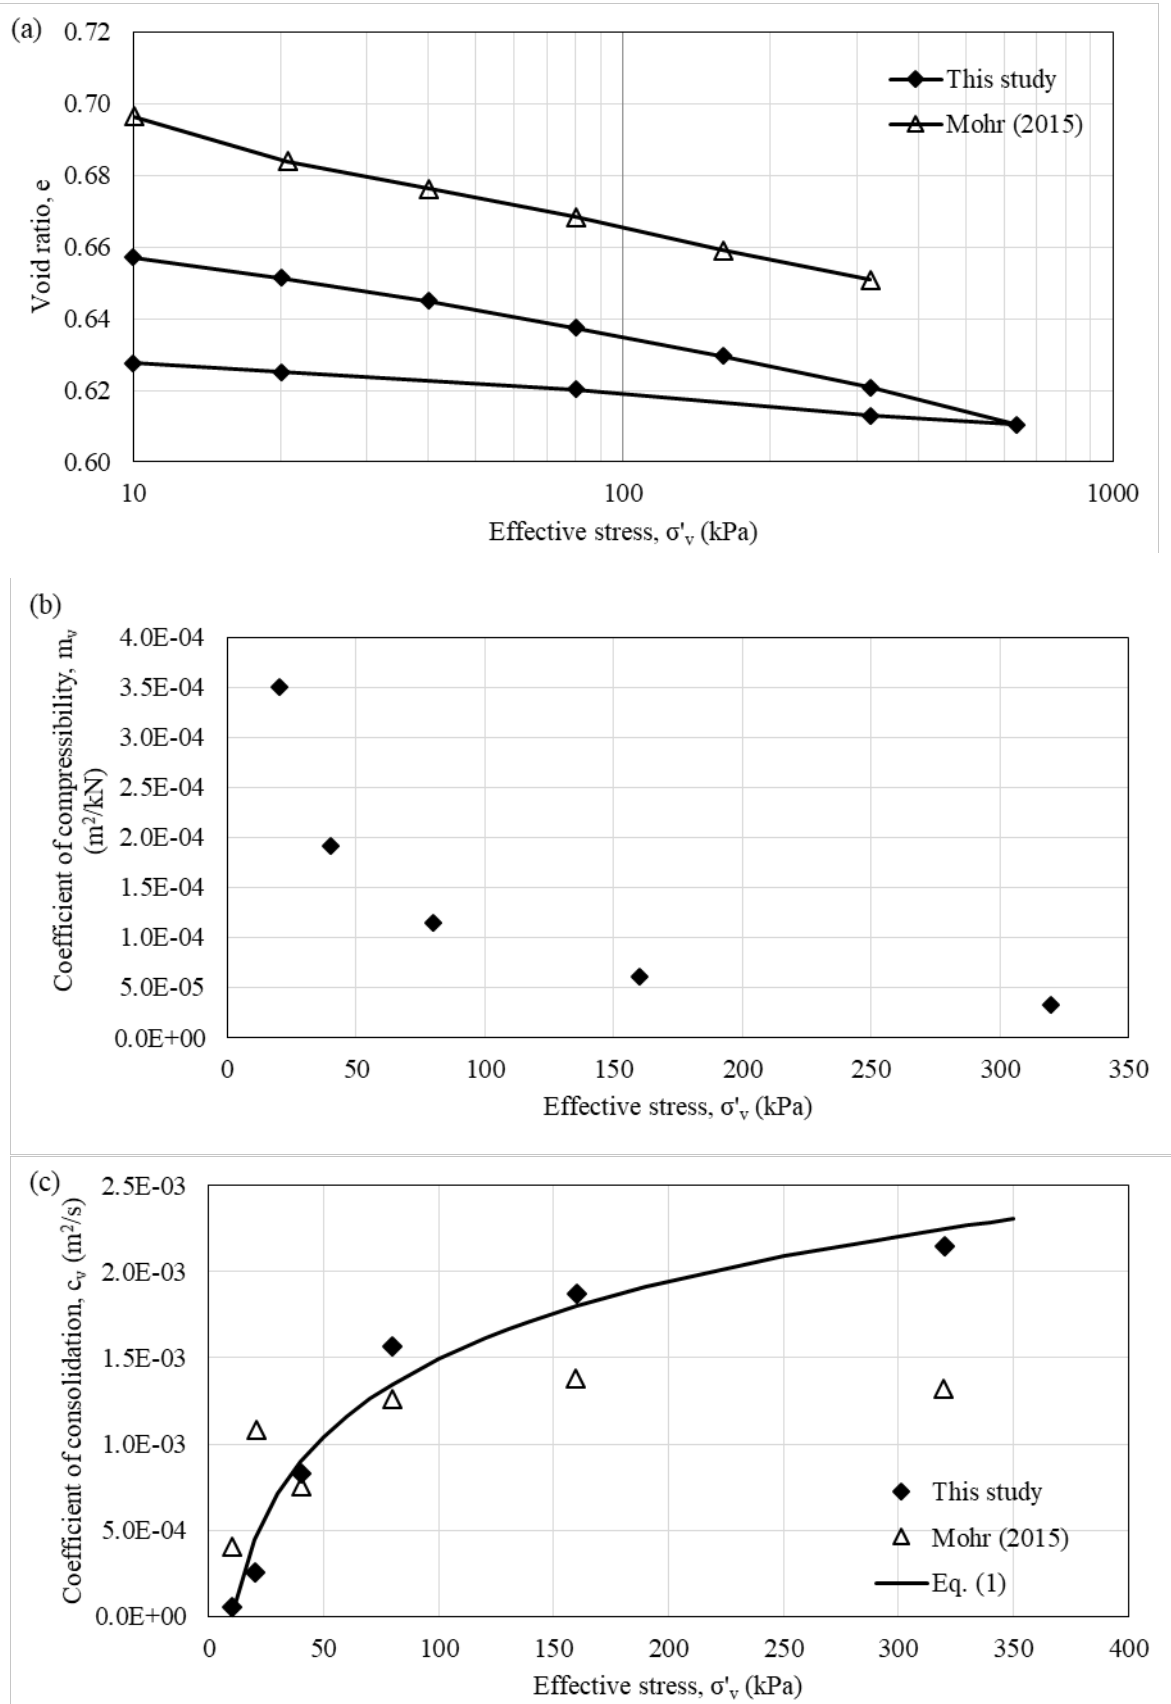 (a)
0.72
0.70
0.68
0.66
0.64
0.62
0.60
Void ratio, e
This study
Mohr (2015)
10 100 1000
Effective stress, σ'v (kPa)
(b)
4.0E-04
3.5E-04
3.0E-04
2.5E-04
2.0E-04
1.5E-04
1.0E-04
5.0E-05
0.0E+00
Coefficient of compressibility, mv
(m²/kN)
0 50 100 150 200 250 300 350
Effective stress, σ'v (kPa)
(c)
2.5E-03
2.0E-03
1.5E-03
1.0E-03
5.0E-04
0.0E+00
Coefficient of consolidation, cv (m²/s)
This study
Mohr (2015)
Eq. (1)
0 50 100 150 200 250 300 350 400
Effective stress, σ'v (kPa)